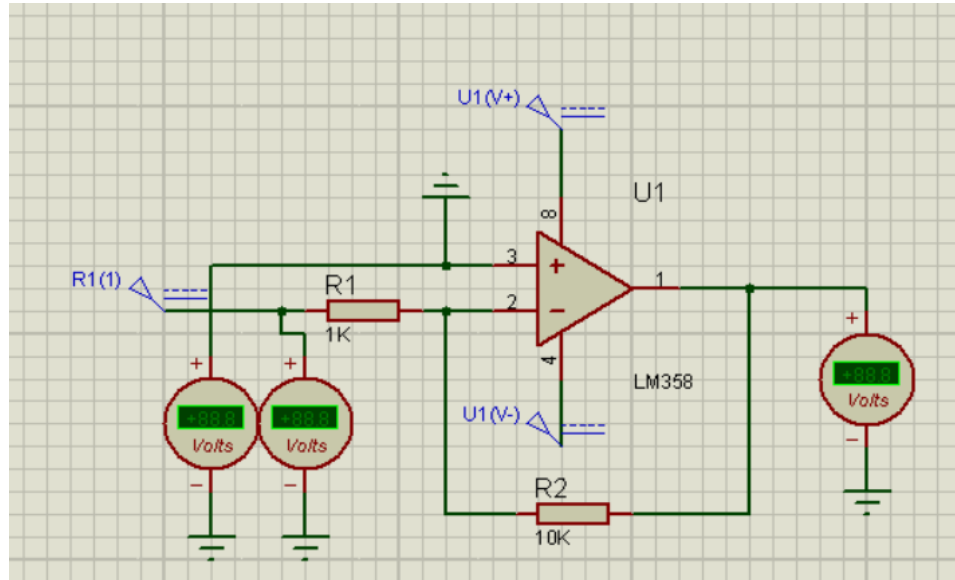 U1(V+)
U1
8
3
+
R1(1)
R1
1
2
−
1K
+
+
+
4
LM358
+88.8
+88.8
+88.8
Volts
Volts
Volts
U1(V-)
−
−
−
R2
10K